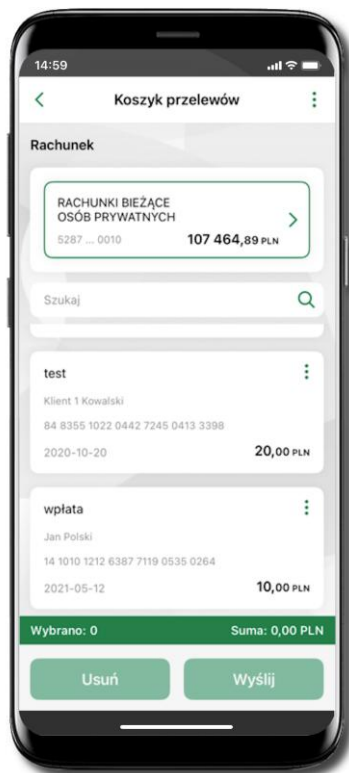 14:59
Koszyk przelewów
Rachunek
RACHUNKI BIEŻĄCE
OSÓB PRYWATNYCH
5287 ... 0010 107 464,89 PLN
Szukaj
test
Klient 1 Kowalski
84 8355 1022 0442 7245 0413 3398
2020-10-20 20,00 PLN
wpłata
Jan Polski
14 1010 1212 6387 7119 0535 0264
2021-05-12 10,00 PLN
Wybrano: 0 Suma: 0,00 PLN
Usuń Wyślij